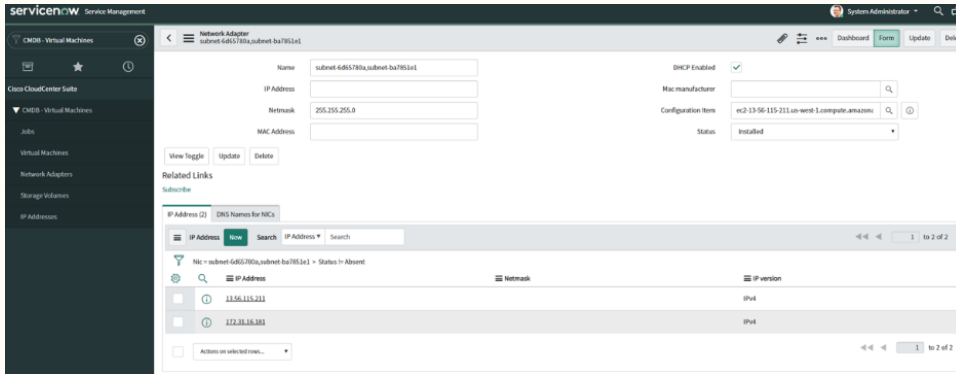 servicenow Service Management
System Administrator
CMDB - Virtual Machines
Network Adapter
subnet-6d65780a,subnet-ba7851e1
Dashboard Form Update
Cisco CloudCenter Suite
CMDB - Virtual Machines
Jobs
Virtual Machines
Network Adapters
Storage Volumes
IP Addresses
Name subnet-6d65780a,subnet-ba7851e1 DHCP Enabled
IP Address Mac manufacturer
Netmask 255.255.255.0 Configuration Item ec2-13-56-115-211.us-west-1.compute.amazona
MAC Address Status Installed
View Toggle Update Delete
Related Links
Subscribe
IP Address (2) DNS Names for NICs
IP Address New Search IP Address Search 1 to 2 of 2
Nic = subnet-6d65780a,subnet-ba7851e1 > Status != Absent
IP Address Netmask IP version
13.56.115.211 IPv4
172.31.16.181 IPv4
Actions on selected rows... 1 to 2 of 2